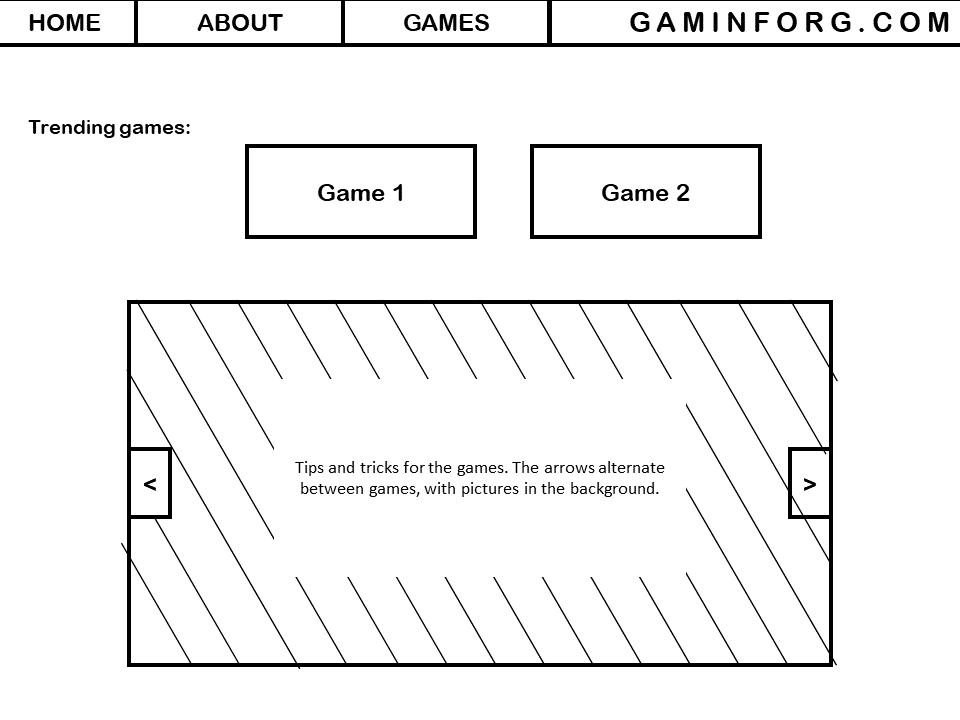 HOME ABOUT GAMES GAMINFORG.COM
Trending games:
Game 1 Game 2
Tips and tricks for the games. The arrows alternate
between games, with pictures in the background.
< >